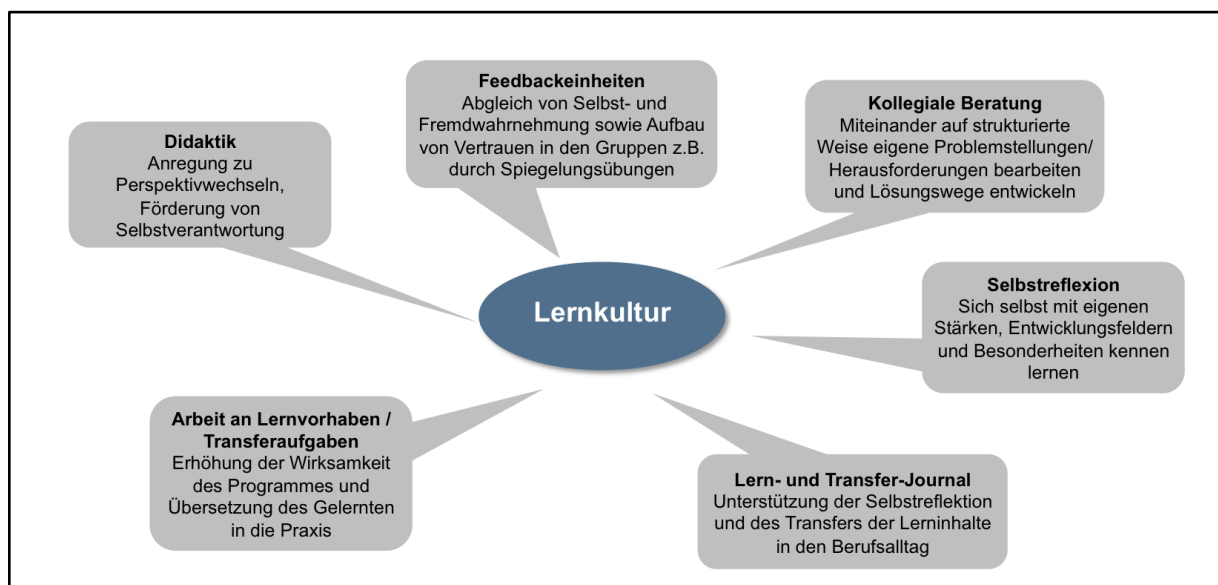 Didaktik
Anregung zu
Perspektivwechseln,
Förderung von
Selbstverantwortung
Feedbackeinheiten
Abgleich von Selbst- und
Fremdwahrnehmung sowie Aufbau
von Vertrauen in den Gruppen z.B.
durch Spiegelungsübungen
Kollegiale Beratung
Miteinander auf strukturierte
Weise eigene Problemstellungen/
Herausforderungen bearbeiten
und Lösungswege entwickeln
Lernkultur
Selbstreflexion
Sich selbst mit eigenen
Stärken, Entwicklungsfeldern
und Besonderheiten kennen
lernen
Arbeit an Lernvorhaben /
Transferaufgaben
Erhöhung der Wirksamkeit
des Programmes und
Übersetzung des Gelernten
in die Praxis
Lern- und Transfer-Journal
Unterstützung der Selbstreflektion
und des Transfers der Lerninhalte
in den Berufsalltag